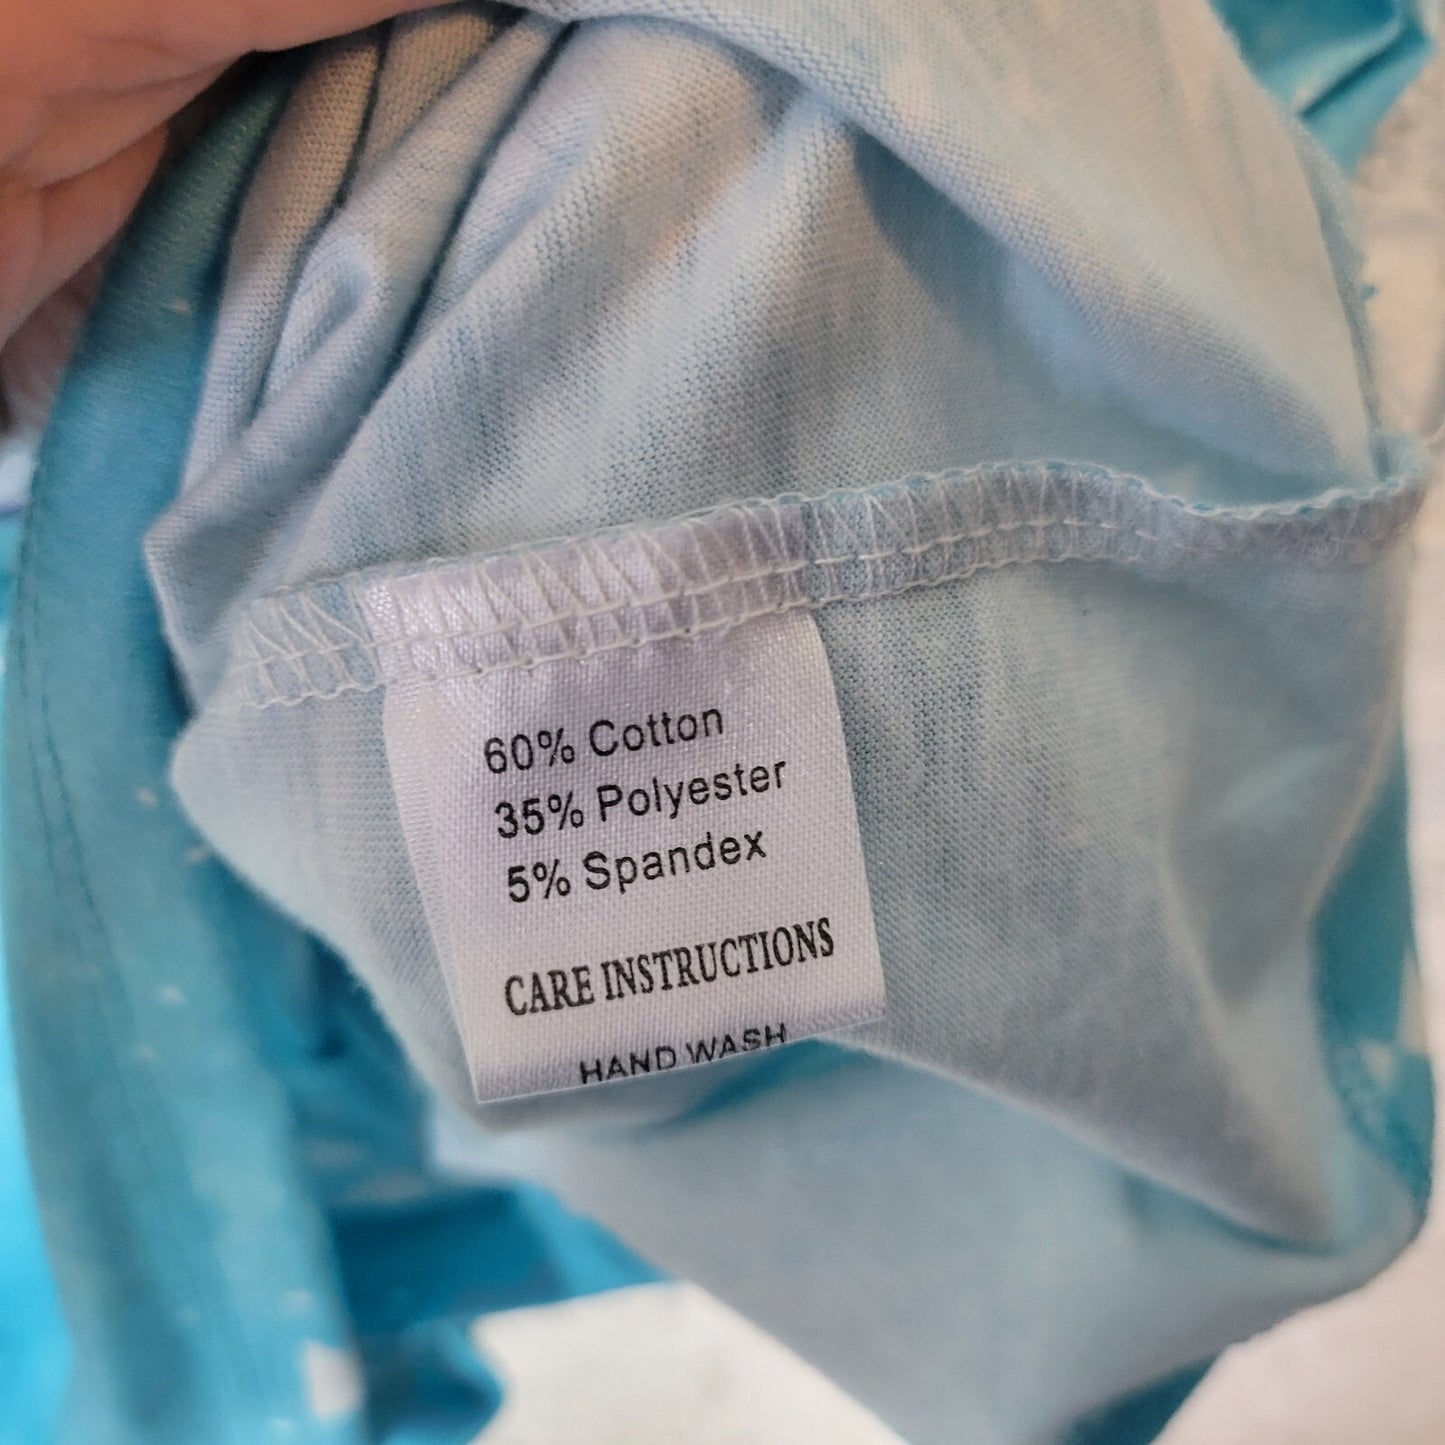 60% Cotton
35% Polyester
5% Spandex
CARE INSTRUCTIONS
HAND WASH